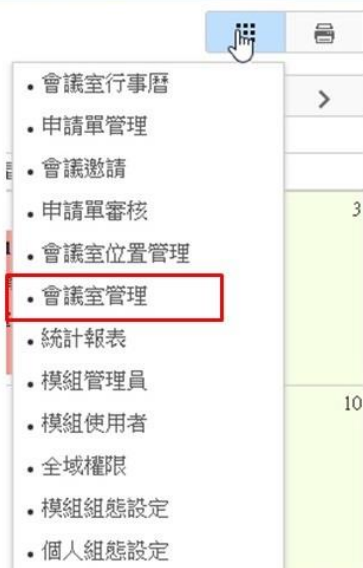 • 會議室行事曆
• 申請單管理
• 會議邀請
• 申請單審核
3
• 會議室位置管理
• 會議室管理
• 統計報表
• 模組管理員
10
• 模組使用者
• 全域權限
• 模組組態設定
• 個人組態設定